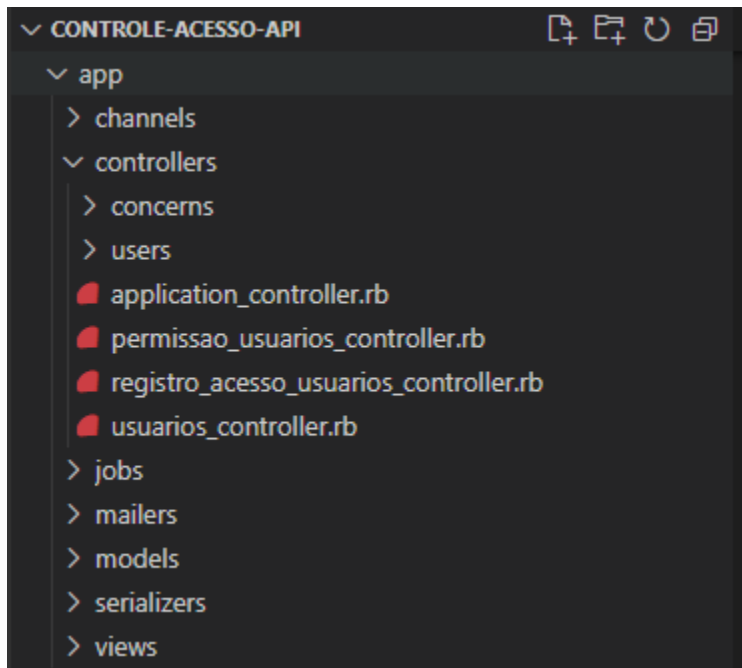 CONTROLE-ACESSO-API
app
channels
controllers
concerns
users
application_controller.rb
permissao_usuarios_controller.rb
registro_acesso_usuarios_controller.rb
usuarios_controller.rb
jobs
mailers
models
serializers
views